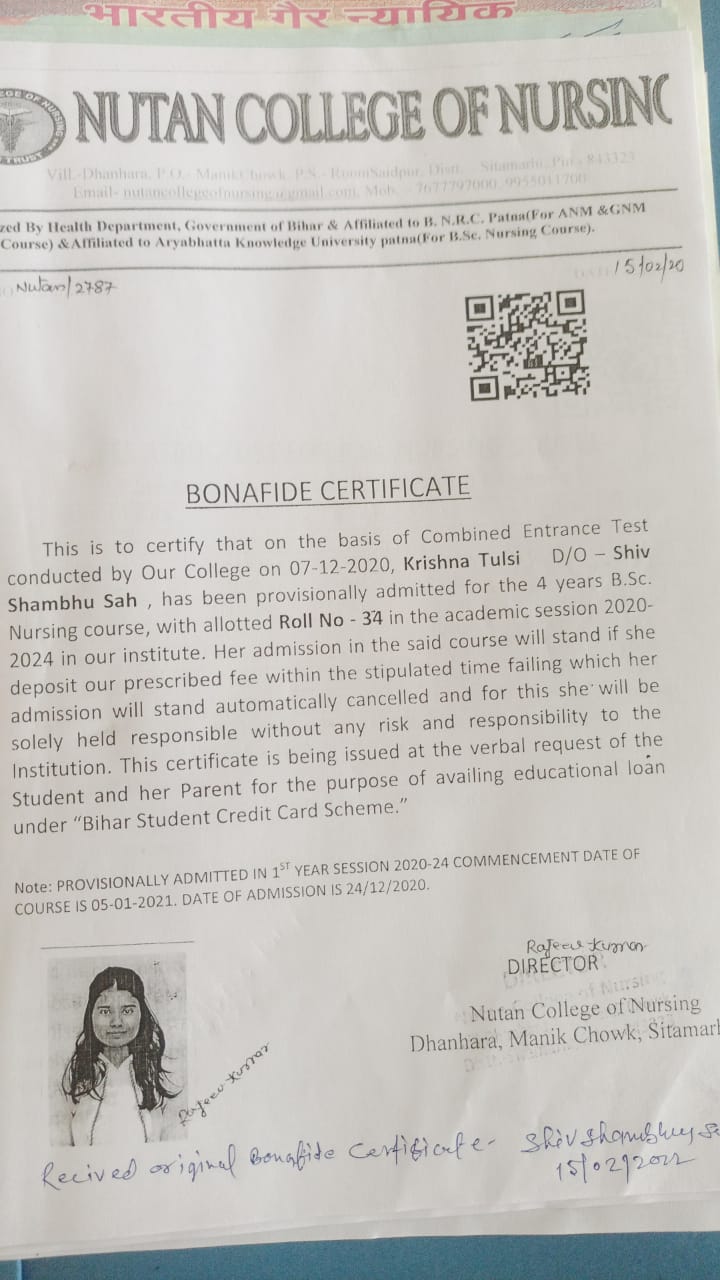 भारतीय गैर न्यायिक
NUTAN COLLEGE OF NURSING
Vill.-Dhanhara, P.O.- Manik Chowk, P.S.- RoonSaidpur, Distt. Sitamarhi, Pin - 843323
Email- nutancollegeofnursing@gmail.com, Mob. - 7677797000, 9955011700
zed By Health Department, Government of Bihar & Affiliated to B. N.R.C. Patna(For ANM &GNM
Course) &Affiliated to Aryabhatta Knowledge University patna(For B.Sc. Nursing Course).
Nutan/2787
15/02/20
BONAFIDE CERTIFICATE
This is to certify that on the basis of Combined Entrance Test
conducted by Our College on 07-12-2020, Krishna Tulsi D/O – Shiv
Shambhu Sah , has been provisionally admitted for the 4 years B.Sc.
Nursing course, with allotted Roll No - 34 in the academic session 2020-
2024 in our institute. Her admission in the said course will stand if she
deposit our prescribed fee within the stipulated time failing which her
admission will stand automatically cancelled and for this she will be
solely held responsible without any risk and responsibility to the
Institution. This certificate is being issued at the verbal request of the
Student and her Parent for the purpose of availing educational loan
under “Bihar Student Credit Card Scheme.”
Note: PROVISIONALLY ADMITTED IN 1ST YEAR SESSION 2020-24 COMMENCEMENT DATE OF
COURSE IS 05-01-2021. DATE OF ADMISSION IS 24/12/2020.
Rajeev Kumar
DIRECTOR
Nutan College of Nursing
Dhanhara, Manik Chowk, Sitamarh
Rajeev Kumar
Recived original Bonafide Certificate- Shiv Shambhu S
15/02/2022